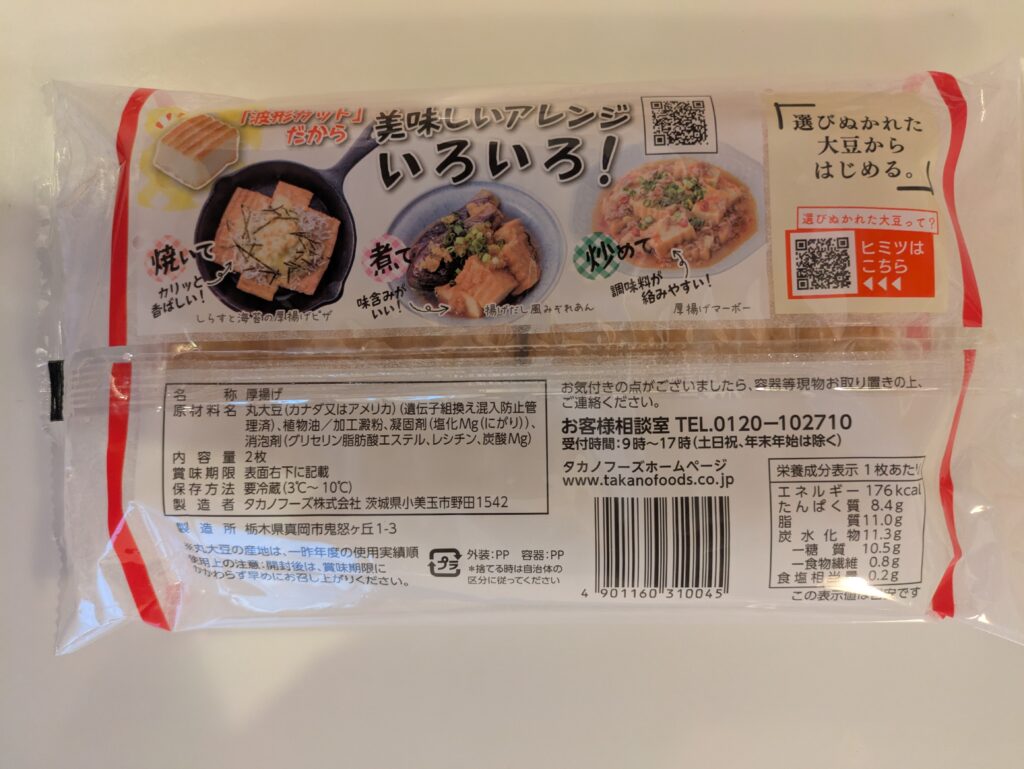 「波形カット」
だから
美味しいアレンジ
いろいろ!
焼いて
カリッと
香ばしい!
しらすと海苔の厚揚げピザ
煮て
味含みが
いい!
揚げだし風みぞれあん
炒めて
調味料が
絡みやすい!
厚揚げマーボー
「選びぬかれた
大豆から
はじめる。」
選びぬかれた大豆って?
ヒミツは
こちら
名称 厚揚げ
原材料名 丸大豆(カナダ又はアメリカ)(遺伝子組換え混入防止管
理済)、植物油/加工澱粉、凝固剤(塩化Mg(にがり))、
消泡剤(グリセリン脂肪酸エステル、レシチン、炭酸Mg)
内容量 2枚
賞味期限 表面右下に記載
保存方法 要冷蔵(3℃~10℃)
製造者 タカノフーズ株式会社 茨城県小美玉市野田1542
製造所 栃木県真岡市鬼怒ヶ丘1-3
※丸大豆の産地は、一昨年度の使用実績順
使用上の注意:開封後は、賞味期限に
かかわらず早めにお召し上がりください。
プラ
外装:PP 容器:PP
*捨てる時は自治体の
区分に従ってください
お気付きの点がございましたら、容器等現物お取り置きの上、
ご連絡ください。
お客様相談室 TEL.0120-102710
受付時間:9時~17時(土日祝、年末年始は除く)
タカノフーズホームページ
www.takanofoods.co.jp
4 901160 310045
栄養成分表示 1枚あたり
エネルギー 176kcal
たんぱく質 8.4g
脂質 11.0g
炭水化物 11.3g
―糖質 10.5g
―食物繊維 0.8g
食塩相当量 0.2g
この表示値は目安です